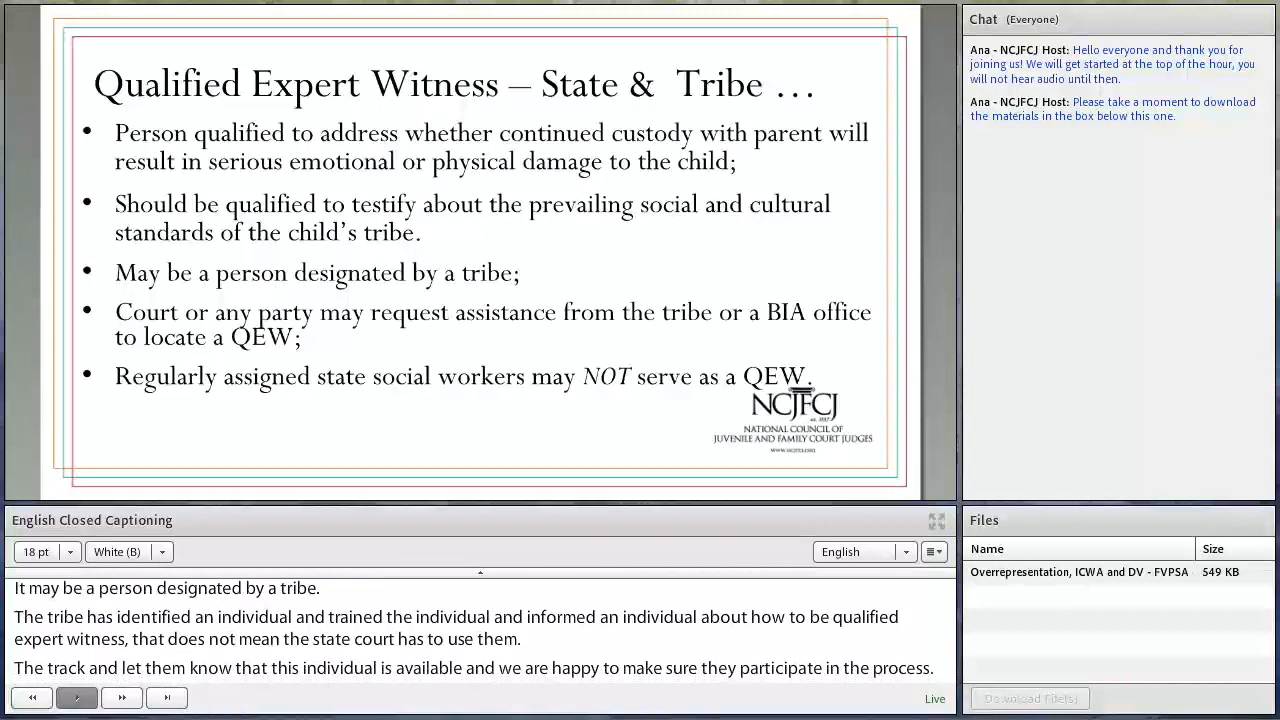 Qualified Expert Witness – State & Tribe …
• Person qualified to address whether continued custody with parent will
result in serious emotional or physical damage to the child;
• Should be qualified to testify about the prevailing social and cultural
standards of the child's tribe.
• May be a person designated by a tribe;
• Court or any party may request assistance from the tribe or a BIA office
to locate a QEW;
• Regularly assigned state social workers may NOT serve as a QEW.
NCJFCJ
est. 1937
NATIONAL COUNCIL OF
JUVENILE AND FAMILY COURT JUDGES
WWW.NCJFCJ.ORG
Chat (Everyone)
Ana - NCJFCJ Host: Hello everyone and thank you for
joining us! We will get started at the top of the hour, you
will not hear audio until then.
Ana - NCJFCJ Host: Please take a moment to download
the materials in the box below this one.
English Closed Captioning
18 pt White (B) English
It may be a person designated by a tribe.
The tribe has identified an individual and trained the individual and informed an individual about how to be qualified
expert witness, that does not mean the state court has to use them.
The track and let them know that this individual is available and we are happy to make sure they participate in the process.
Live
Files
Name Size
Overrepresentation, ICWA and DV - FVPSA 549 KB
Download File(s)